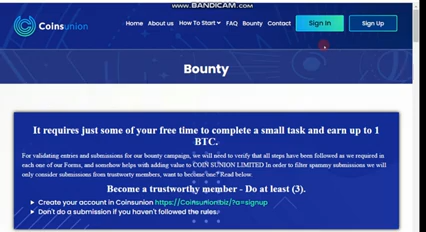 www.BANDICAM.com
Coinsunion
Home About us How To Start FAQ Bounty Contact Sign In Sign Up
Bounty
It requires just some of your free time to complete a small task and earn up to 1
BTC.
For validating entries and submissions for our bounty campaign, we will need to verify that all steps have been followed as we required in
each one of our Forms, and somehow helps with adding value to COIN SUNION LIMITED In order to filter spammy submissions we will
only consider submissions from trustworthy members, want to become one? Read below.
Become a trustworthy member - Do at least (3).
Create your account in Coinsunion https://Coinsunion.biz/?a=signup
Don't do a submission if you haven't followed the rules.